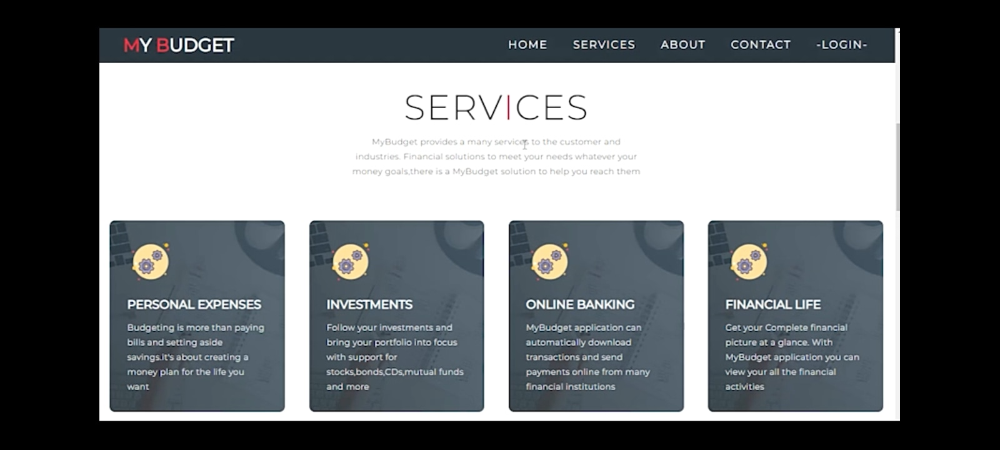 MY BUDGET
HOME SERVICES ABOUT CONTACT -LOGIN-
SERVICES
MyBudget provides a many services to the customer and
industries. Financial solutions to meet your needs whatever your
money goals,there is a MyBudget solution to help you reach them
PERSONAL EXPENSES
Budgeting is more than paying
bills and setting aside
savings.it's about creating a
money plan for the life you
want
INVESTMENTS
Follow your investments and
bring your portfolio into focus
with support for
stocks,bonds,CDs,mutual funds
and more
ONLINE BANKING
MyBudget application can
automatically download
transactions and send
payments online from many
financial institutions
FINANCIAL LIFE
Get your Complete financial
picture at a glance. With
MyBudget application you can
view your all the financial
activities